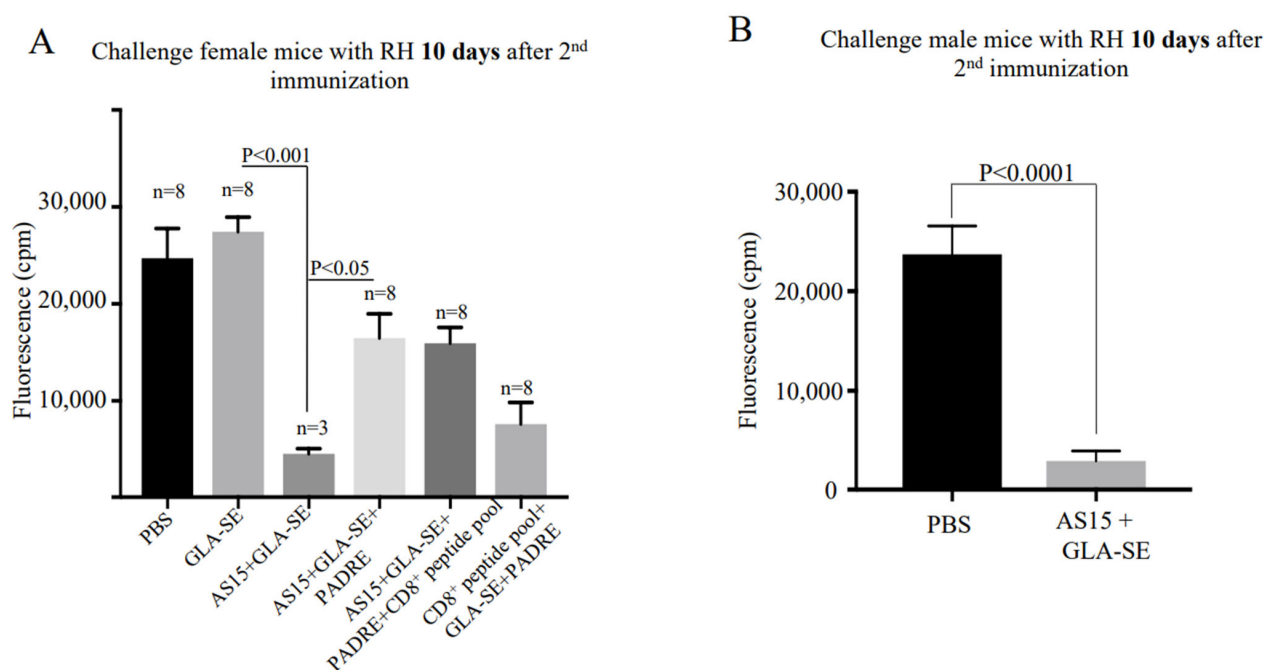 A
Challenge female mice with RH 10 days after 2nd
immunization
Fluorescence (cpm)
30,000
20,000
10,000
n=8
n=8
P<0.001
n=3
P<0.05
n=8
n=8
n=8
PBS
GLA-SE
AS15+GLA-SE
AS15+GLA-SE+
PADRE
AS15+GLA-SE+
PADRE+CD8+ peptide pool
CD8+ peptide pool+
GLA-SE+PADRE
B
Challenge male mice with RH 10 days after
2nd immunization
Fluorescence (cpm)
30,000
20,000
10,000
0
P<0.0001
PBS
AS15 +
GLA-SE